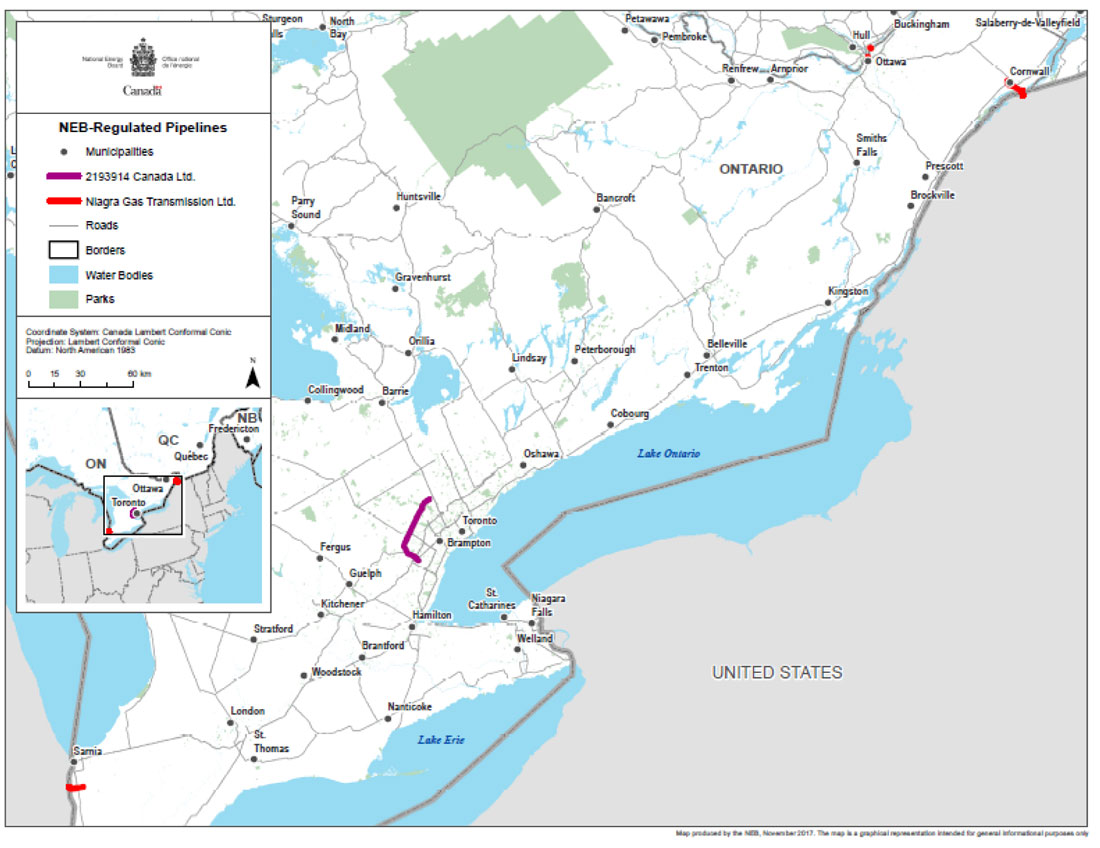 National Energy
Board
Office national
de l'énergie
Canada
NEB-Regulated Pipelines
Municipalities
2193914 Canada Ltd.
Niagra Gas Transmission Ltd.
Roads
Borders
Water Bodies
Parks
Coordinate System: Canada Lambert Conformal Conic
Projection: Lambert Conformal Conic
Datum: North American 1983
N
0 15 30 60 km
NB
Fredericton
QC
Québec
ON
Ottawa
Toronto
Sturgeon
North
Bay
Petawawa
Pembroke
Buckingham
Salaberry-de-Valleyfield
Hull
Ottawa
Renfrew
Arnprior
Cornwall
ONTARIO
Smiths
Falls
Prescott
Brockville
Parry
Sound
Huntsville
Bancroft
Gravenhurst
Kingston
Midland
Orillia
Lindsay
Peterborough
Belleville
Trenton
Collingwood
Barrie
Cobourg
Oshawa
Lake Ontario
Toronto
Brampton
Fergus
Guelph
Kitchener
Hamilton
St.
Catharines
Niagara
Falls
Welland
Stratford
Brantford
Woodstock
UNITED STATES
London
St.
Thomas
Nanticoke
Lake Erie
Sarnia
Map produced by the NEB, November 2017. The map is a graphical representation intended for general informational purposes only